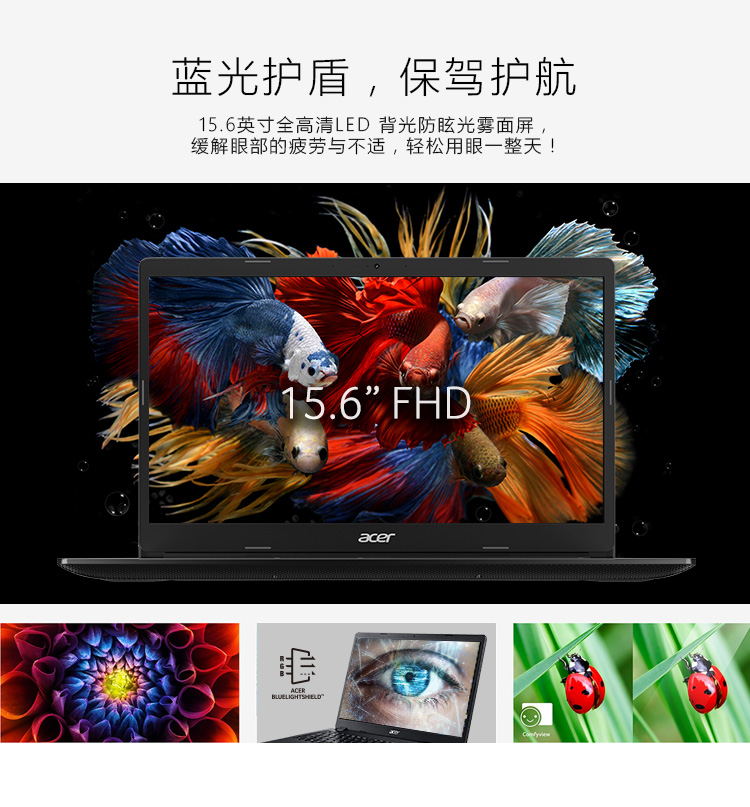 蓝光护盾，保驾护航
15.6英寸全高清LED 背光防眩光雾面屏，
缓解眼部的疲劳与不适，轻松用眼一整天！
15.6” FHD
acer
R
G
B
ACER
BLUELIGHTSHIELD™
acer
Comfyview